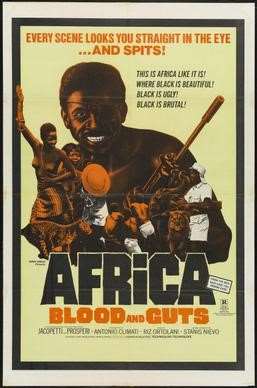 EVERY SCENE LOOKS YOU STRAIGHT IN THE EYE
...AND SPITS!
THIS IS AFRICA LIKE IT IS!
WHERE BLACK IS BEAUTIFUL!
BLACK IS UGLY!
BLACK IS BRUTAL!
AFRICA
BLOOD AND GUTS
R
JACOPETTI...PROSPERI
ANTONIO CLIMATI
RIZ ORTOLANI
STANIS NIEVO